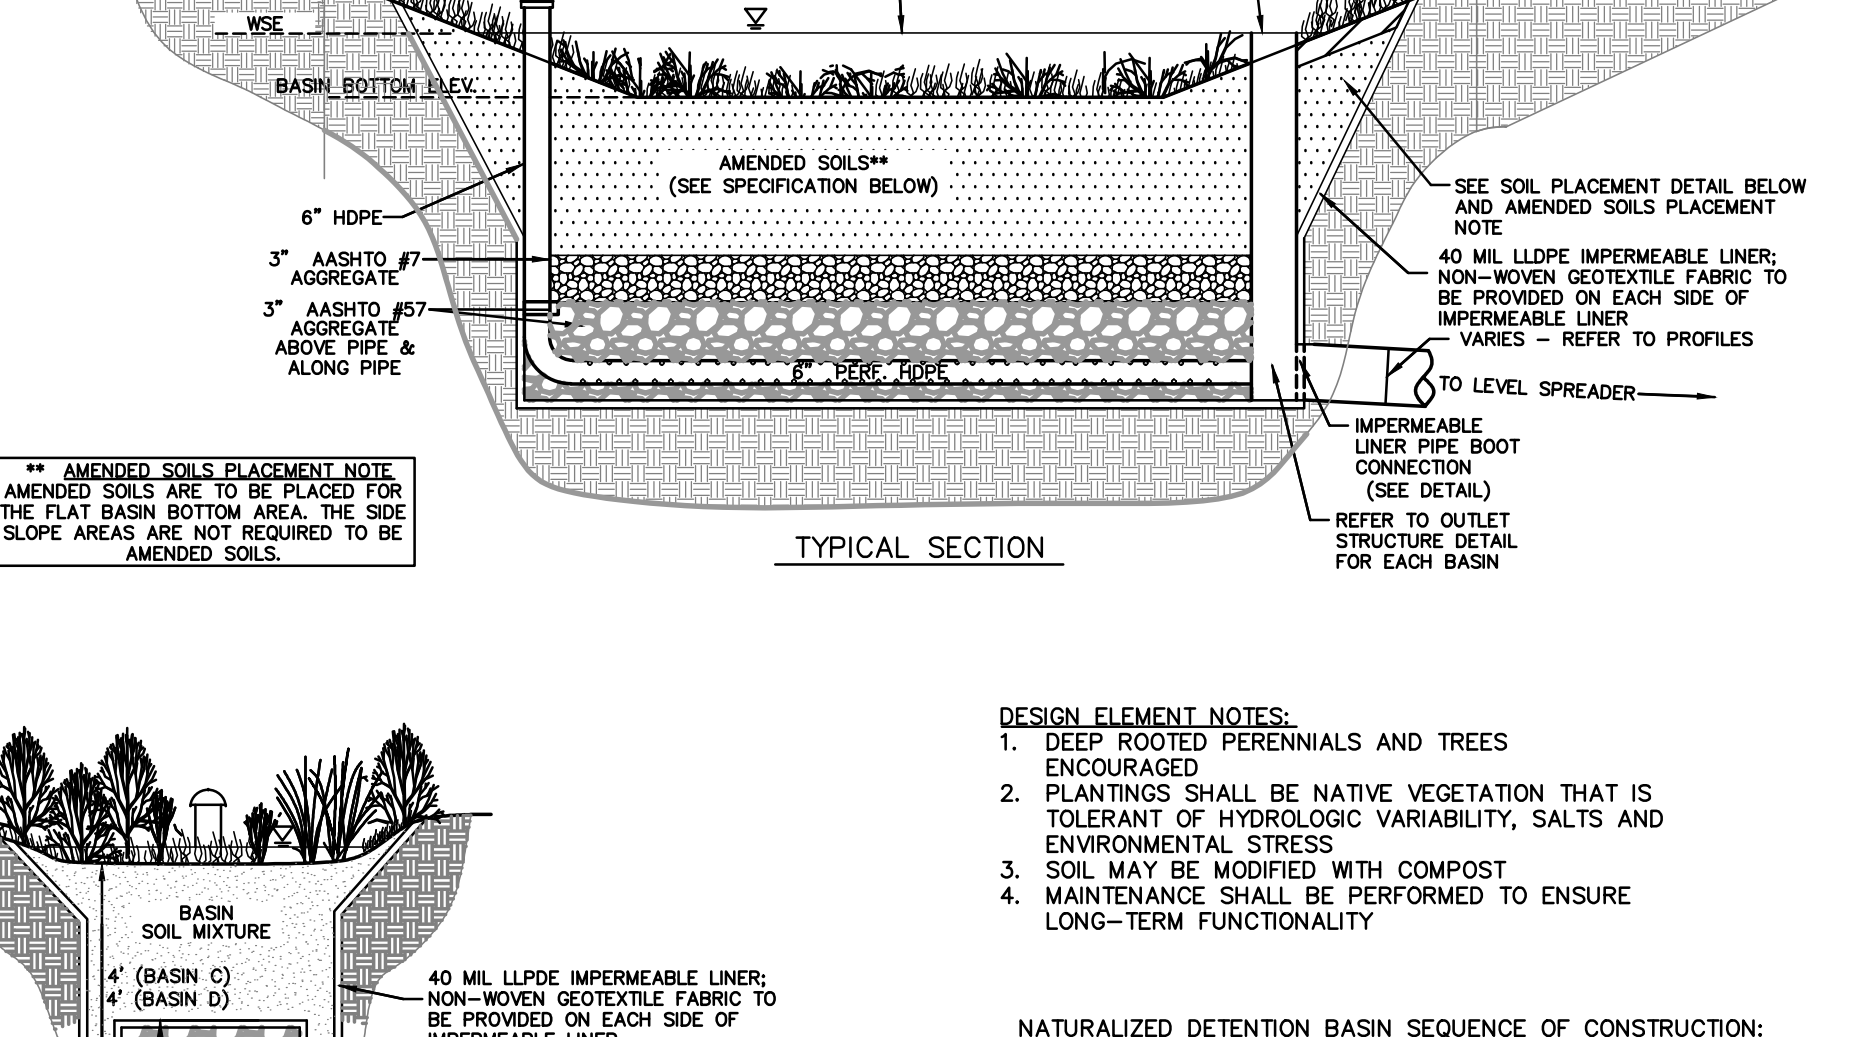 WSE
BASIN BOTTOM ELEV.
AMENDED SOILS**
(SEE SPECIFICATION BELOW)
6" HDPE
3" AASHTO #7
AGGREGATE
3" AASHTO #57
AGGREGATE
ABOVE PIPE &
ALONG PIPE
6" PERF. HDPE
SEE SOIL PLACEMENT DETAIL BELOW
AND AMENDED SOILS PLACEMENT
NOTE
40 MIL LLDPE IMPERMEABLE LINER;
NON-WOVEN GEOTEXTILE FABRIC TO
BE PROVIDED ON EACH SIDE OF
IMPERMEABLE LINER
VARIES - REFER TO PROFILES
TO LEVEL SPREADER
IMPERMEABLE
LINER PIPE BOOT
CONNECTION
(SEE DETAIL)
REFER TO OUTLET
STRUCTURE DETAIL
FOR EACH BASIN
** AMENDED SOILS PLACEMENT NOTE
AMENDED SOILS ARE TO BE PLACED FOR
THE FLAT BASIN BOTTOM AREA. THE SIDE
SLOPE AREAS ARE NOT REQUIRED TO BE
AMENDED SOILS.
TYPICAL SECTION
DESIGN ELEMENT NOTES:
1. DEEP ROOTED PERENNIALS AND TREES
ENCOURAGED
2. PLANTINGS SHALL BE NATIVE VEGETATION THAT IS
TOLERANT OF HYDROLOGIC VARIABILITY, SALTS AND
ENVIRONMENTAL STRESS
3. SOIL MAY BE MODIFIED WITH COMPOST
4. MAINTENANCE SHALL BE PERFORMED TO ENSURE
LONG-TERM FUNCTIONALITY
BASIN
SOIL MIXTURE
4' (BASIN C)
4' (BASIN D)
40 MIL LLPDE IMPERMEABLE LINER;
NON-WOVEN GEOTEXTILE FABRIC TO
BE PROVIDED ON EACH SIDE OF
IMPERMEABLE LINER
NATURALIZED DETENTION BASIN SEQUENCE OF CONSTRUCTION: